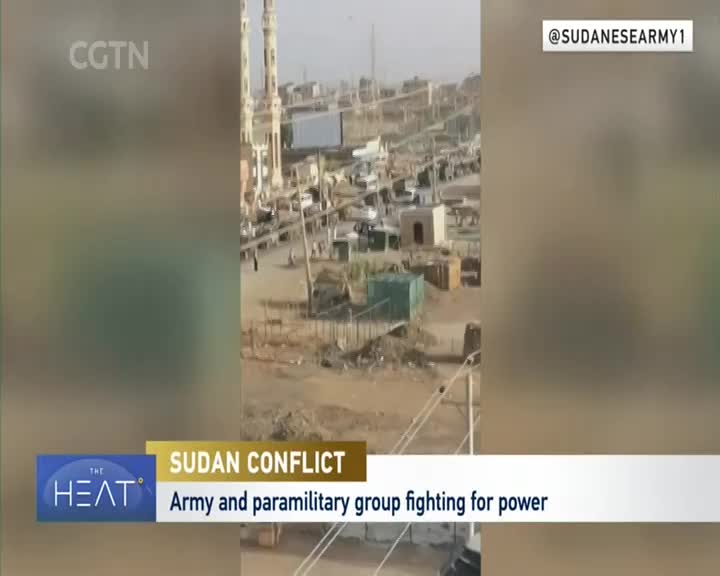 CGTN
@SUDANESEARMY1
SUDAN CONFLICT
THE
HEAT
Army and paramilitary group fighting for power